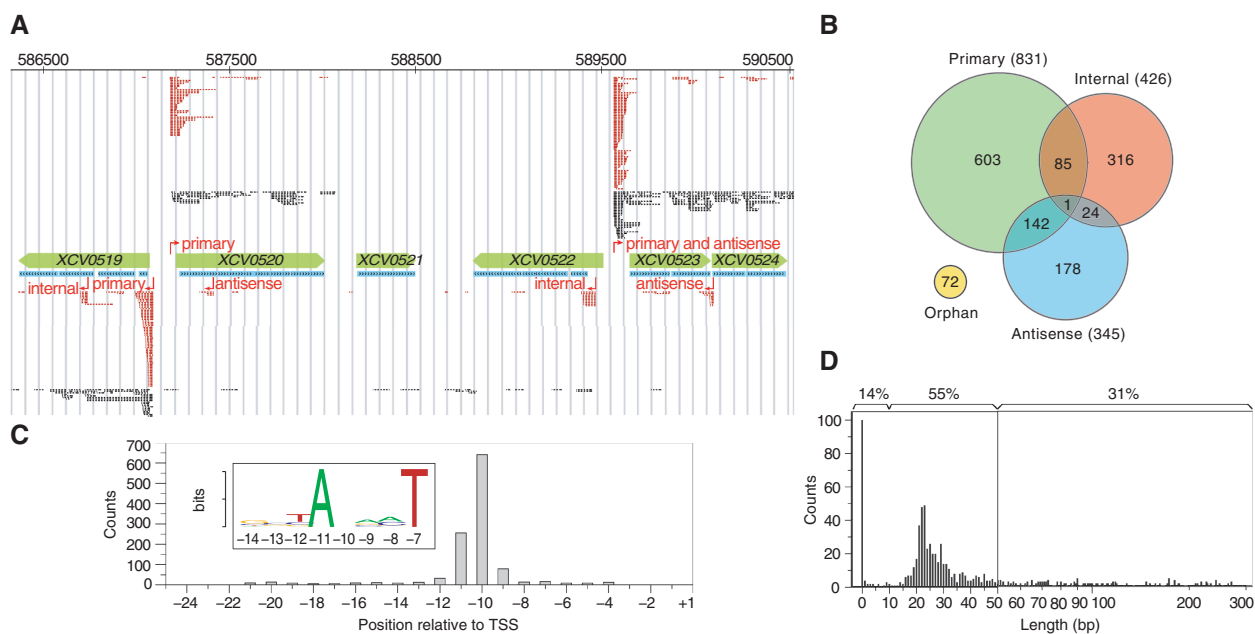 A
586500 587500 588500 589500 590500
primary primary and antisense
XCV0519 XCV0520 XCV0521 XCV0522 XCV0523 XCV0524
internal primary antisense internal antisense
B
Primary (831)
Internal (426)
603 85 316
1 24
142
178
72
Orphan
Antisense (345)
C
Counts
700
600
500
400
300
200
100
0
bits
T A T
−14 −13 −12 −11 −10 −9 −8 −7
−24 −22 −20 −18 −16 −14 −12 −10 −8 −6 −4 −2 +1
Position relative to TSS
D
14% 55% 31%
Counts
100
80
60
40
20
0
0 10 20 30 40 50 60 70 80 90 100 200 300
Length (bp)